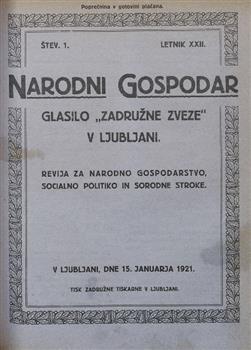 Poprečnina v gotovini plačana.
ŠTEV. 1. LETNIK XXII.
NARODNI GOSPODAR
GLASILO „ZADRUŽNE ZVEZE“
V LJUBLJANI.
REVIJA ZA NARODNO GOSPODARSTVO,
SOCIALNO POLITIKO IN SORODNE STROKE.
V LJUBLJANI, DNE 15. JANUARJA 1921.
TISK ZADRUŽNE TISKARNE V LJUBLJANI.